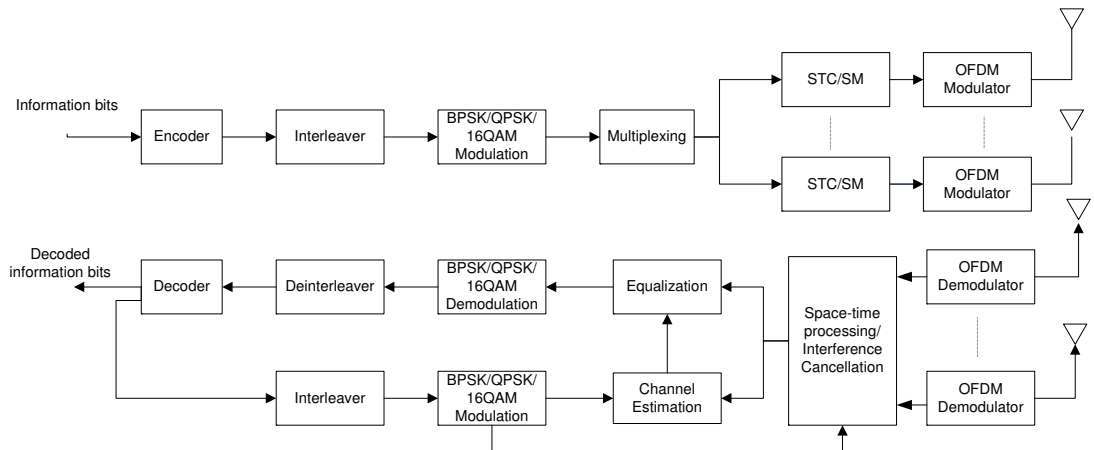 Information bits
Encoder
Interleaver
BPSK/QPSK/
16QAM
Modulation
Multiplexing
STC/SM
OFDM
Modulator
STC/SM
OFDM
Modulator
Decoded
information bits
Decoder
Deinterleaver
BPSK/QPSK/
16QAM
Demodulation
Equalization
Space-time
processing/
Interference
Cancellation
OFDM
Demodulator
Interleaver
BPSK/QPSK/
16QAM
Modulation
Channel
Estimation
OFDM
Demodulator